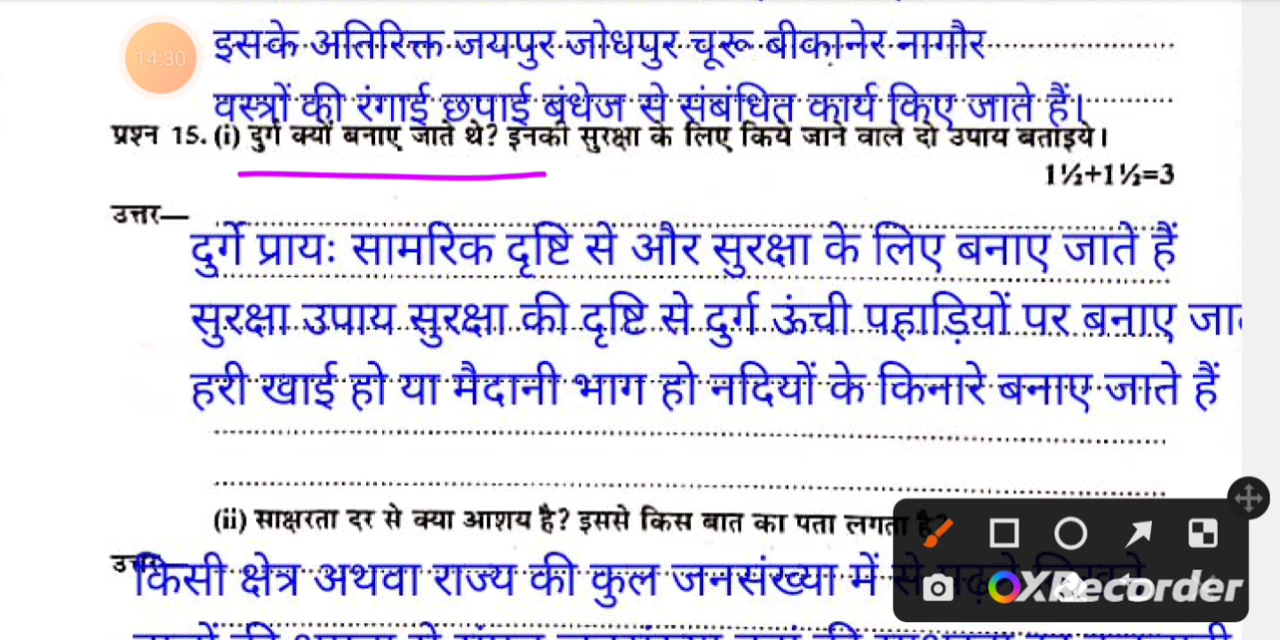 इसके अतिरिक्त जयपुर जोधपुर चूरू बीकानेर नागौर
14:30
वस्त्रों की रंगाई छपाई बंधेज से संबंधित कार्य किए जाते हैं।
प्रश्न 15. (i) दुर्ग क्यों बनाए जाते थे? इनकी सुरक्षा के लिए किये जाने वाले दो उपाय बताइये।
1½+1½=3
उत्तर—
दुर्गे प्रायः सामरिक दृष्टि से और सुरक्षा के लिए बनाए जाते हैं
सुरक्षा उपाय सुरक्षा की दृष्टि से दुर्ग ऊंची पहाड़ियों पर बनाए
हरी खाई हो या मैदानी भाग हो नदियों के किनारे बनाए जाते हैं
(ii) साक्षरता दर से क्या आशय है? इससे किस बात का पता लगता है?
किसी क्षेत्र अथवा राज्य की कुल जनसंख्या में से
XRecorder